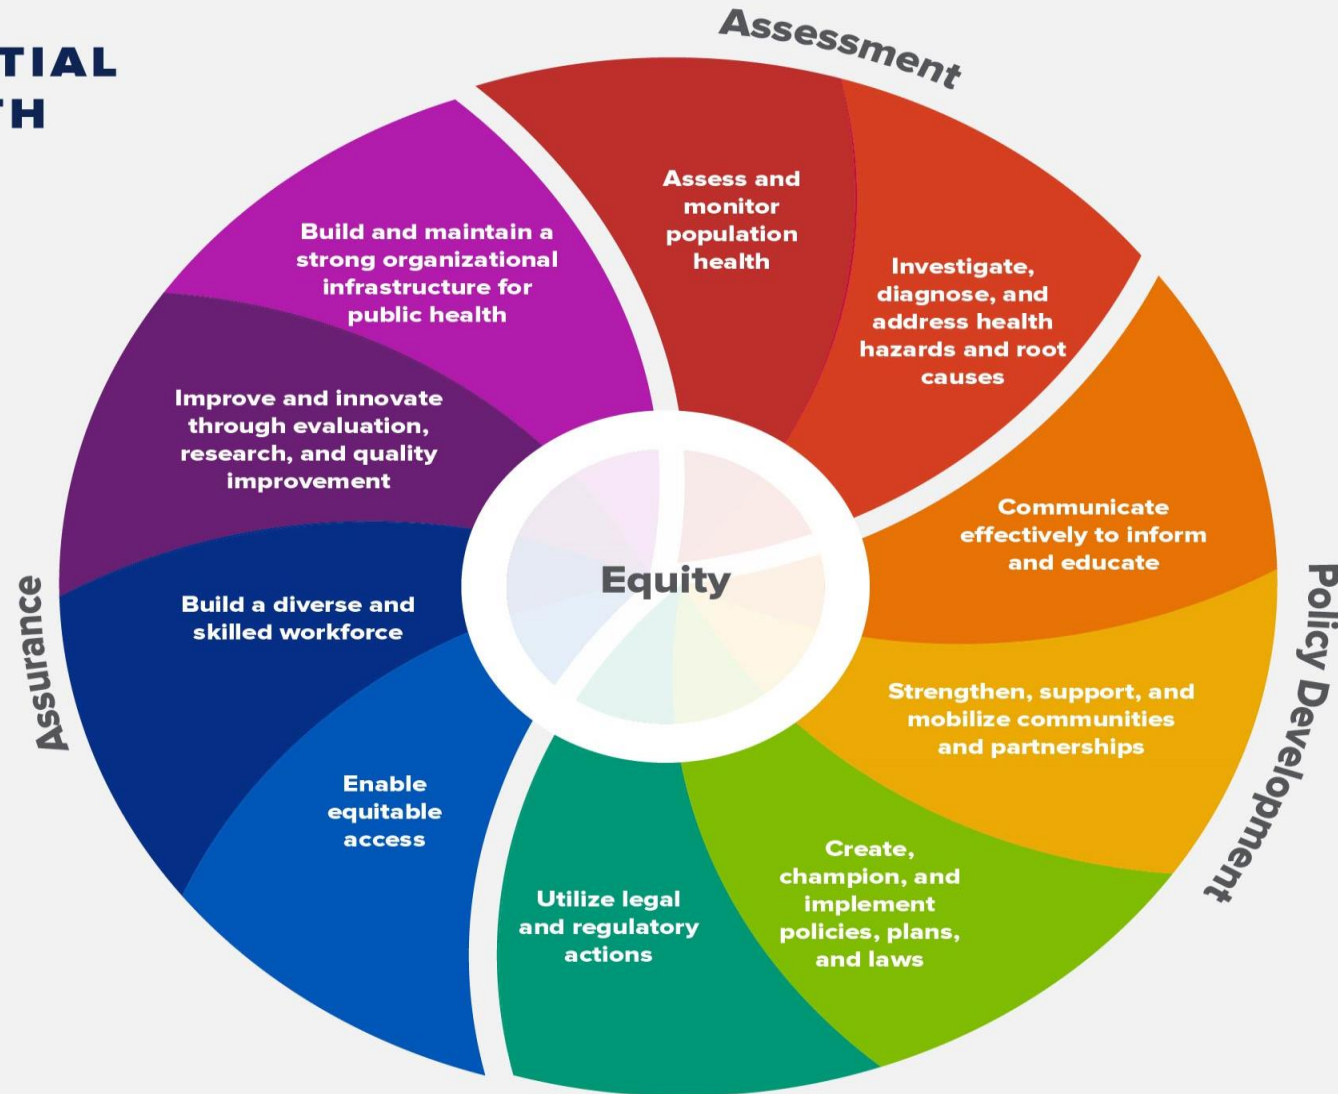 TIAL
TH
Assessment
Assess and
monitor
population
health
Investigate,
diagnose, and
address health
hazards and root
causes
Communicate
effectively to inform
and educate
Strengthen, support, and
mobilize communities
and partnerships
Policy Development
Create,
champion, and
implement
policies, plans,
and laws
Utilize legal
and regulatory
actions
Enable
equitable
access
Build a diverse and
skilled workforce
Assurance
Improve and innovate
through evaluation,
research, and quality
improvement
Build and maintain a
strong organizational
infrastructure for
public health
Equity